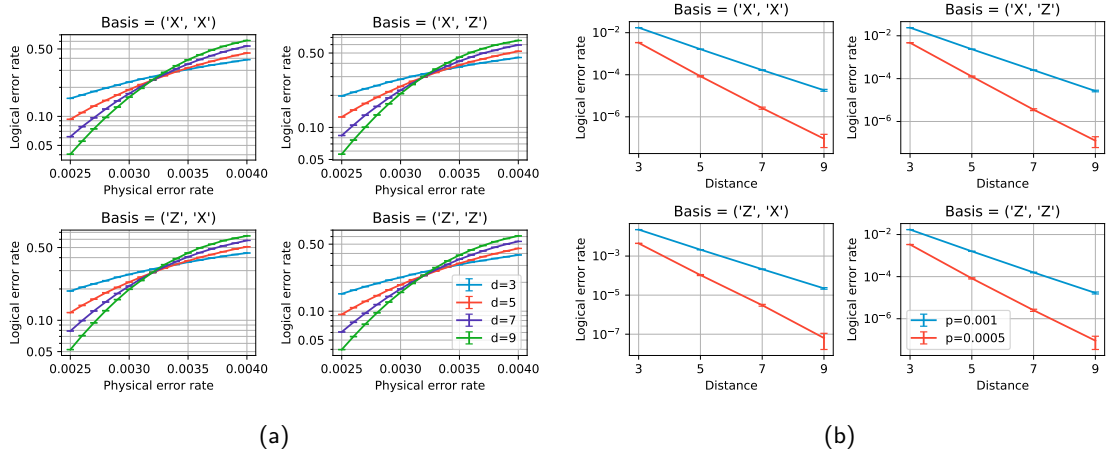 Basis = ('X', 'X')
Logical error rate
0.50
0.10
0.05
0.0025 0.0030 0.0035 0.0040
Physical error rate
Basis = ('X', 'Z')
Logical error rate
0.50
0.10
0.05
0.0025 0.0030 0.0035 0.0040
Physical error rate
Basis = ('Z', 'X')
Logical error rate
0.50
0.10
0.05
0.0025 0.0030 0.0035 0.0040
Physical error rate
Basis = ('Z', 'Z')
Logical error rate
0.50
0.10
0.05
0.0025 0.0030 0.0035 0.0040
Physical error rate
d=3
d=5
d=7
d=9
(a)
Basis = ('X', 'X')
Logical error rate
10⁻²
10⁻⁴
10⁻⁶
3 5 7 9
Distance
Basis = ('X', 'Z')
Logical error rate
10⁻²
10⁻⁴
10⁻⁶
3 5 7 9
Distance
Basis = ('Z', 'X')
Logical error rate
10⁻³
10⁻⁵
10⁻⁷
3 5 7 9
Distance
Basis = ('Z', 'Z')
Logical error rate
10⁻²
10⁻⁴
10⁻⁶
3 5 7 9
Distance
p=0.001
p=0.0005
(b)